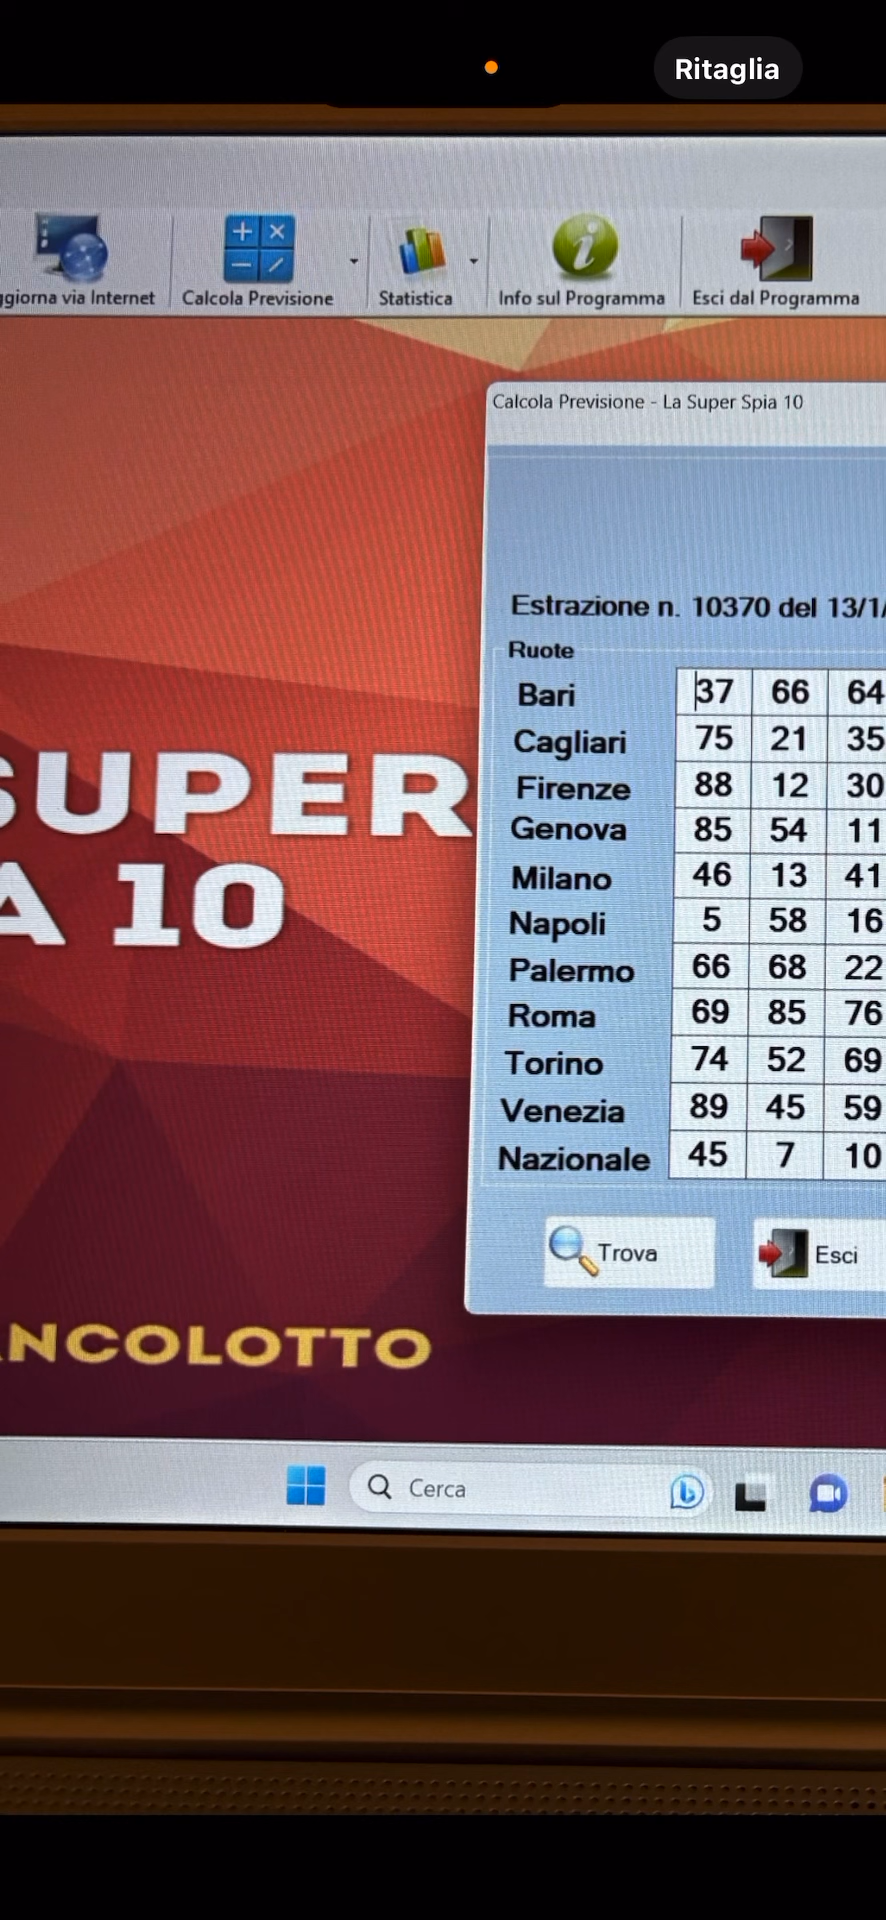 Ritaglia
ggiorna via Internet
Calcola Previsione
Statistica
Info sul Programma
Esci dal Programma
Calcola Previsione - La Super Spia 10
Estrazione n. 10370 del 13/1/
Ruote
Bari 37 66 64
Cagliari 75 21 35
Firenze 88 12 30
Genova 85 54 11
Milano 46 13 41
Napoli 5 58 16
Palermo 66 68 22
Roma 69 85 76
Torino 74 52 69
Venezia 89 45 59
Nazionale 45 7 10
Trova
Esci
SUPER
A 10
NCOLOTTO
Cerca